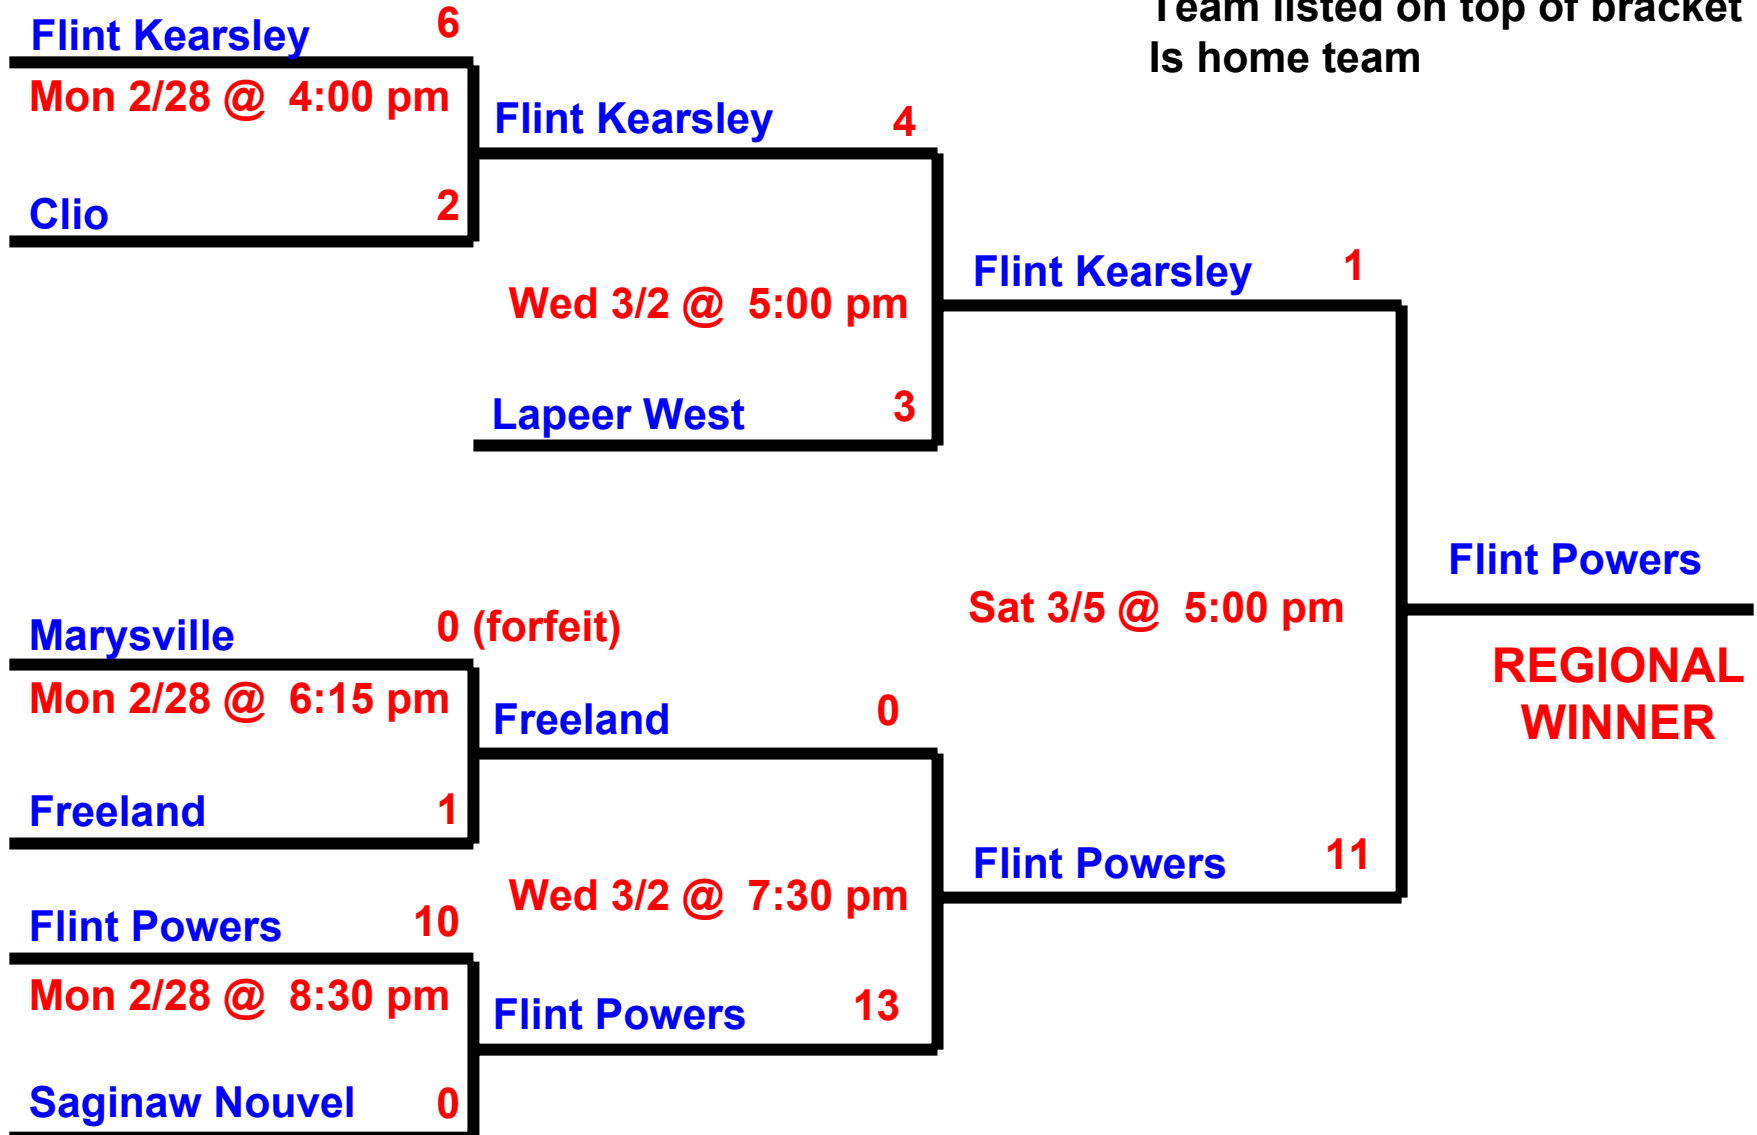 Team listed on top of bracket
Is home team
Flint Kearsley 6
Mon 2/28 @ 4:00 pm
Clio 2
Flint Kearsley 4
Wed 3/2 @ 5:00 pm
Lapeer West 3
Flint Kearsley 1
Sat 3/5 @ 5:00 pm
Flint Powers 11
Marysville 0 (forfeit)
Mon 2/28 @ 6:15 pm
Freeland 1
Freeland 0
Wed 3/2 @ 7:30 pm
Flint Powers 13
Flint Powers 10
Mon 2/28 @ 8:30 pm
Saginaw Nouvel 0
Flint Powers
REGIONAL
WINNER